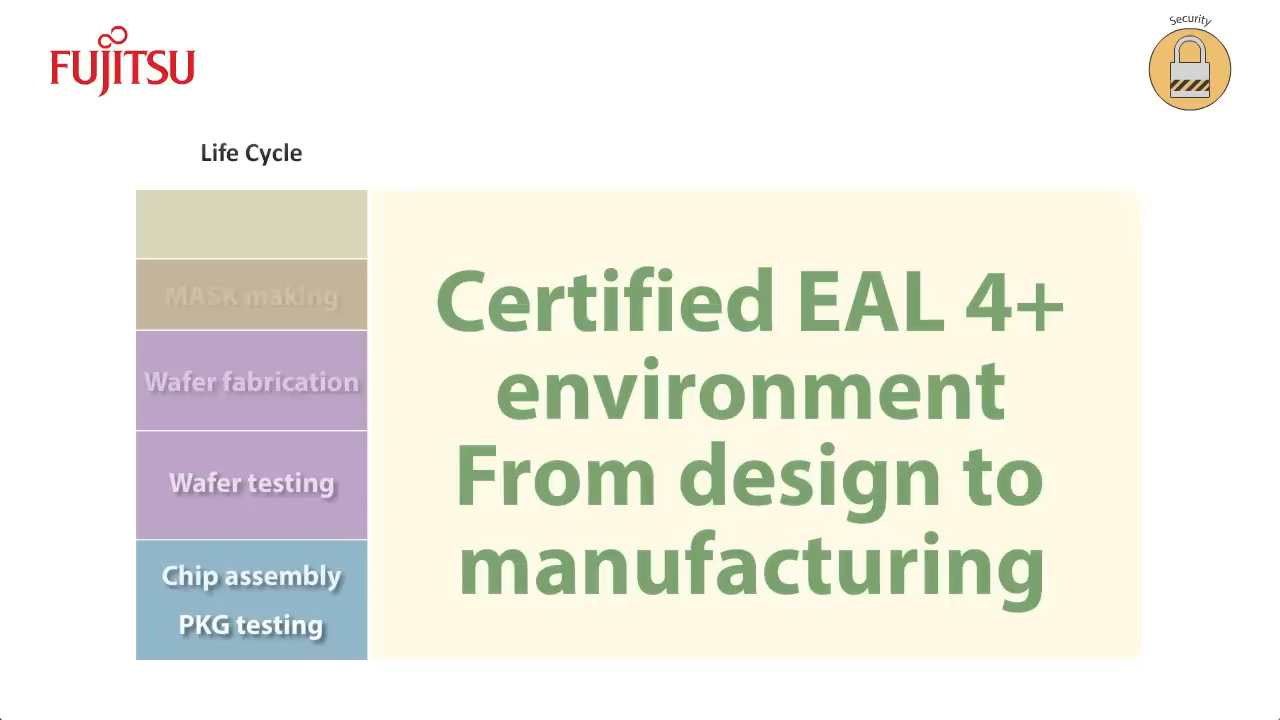 FUJITSU
Security
Life Cycle
MASK making
Wafer fabrication
Wafer testing
Chip assembly
PKG testing
Certified EAL 4+
environment
From design to
manufacturing